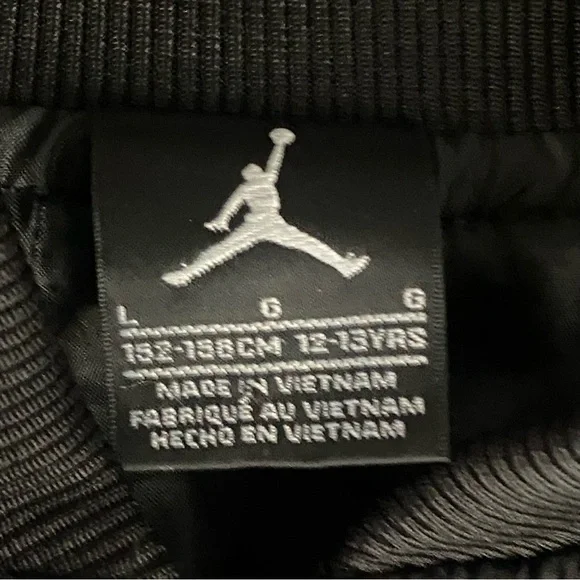 L G G
152-158CM 12-13YRS
MADE IN VIETNAM
FABRIQUÉ AU VIETNAM
HECHO EN VIETNAM